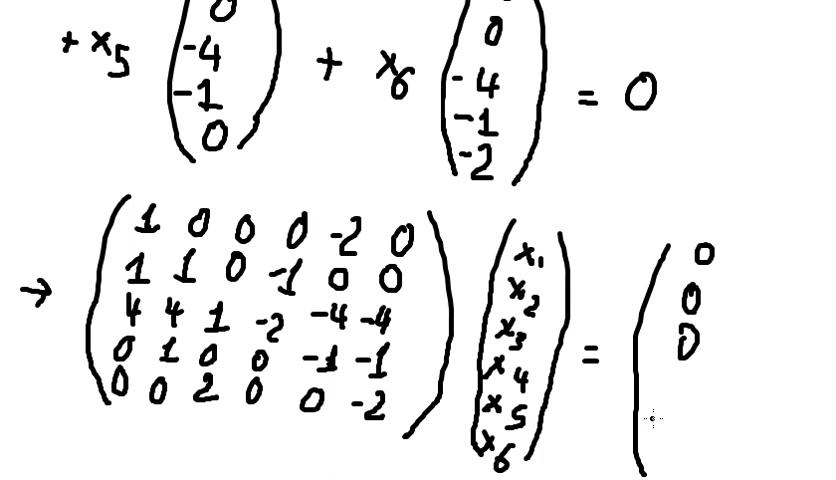 0 0
+ x5 -4 + x6 -4 = 0
-1 -1
0 -2
→ ( 1 0 0 0 -2 0 ) ( x1 ) = ( 0
1 1 0 -1 0 0 x2 0
4 4 1 -2 -4 -4 x3 0
0 1 0 0 -1 -1 x4
0 0 2 0 0 -2 x5
x6